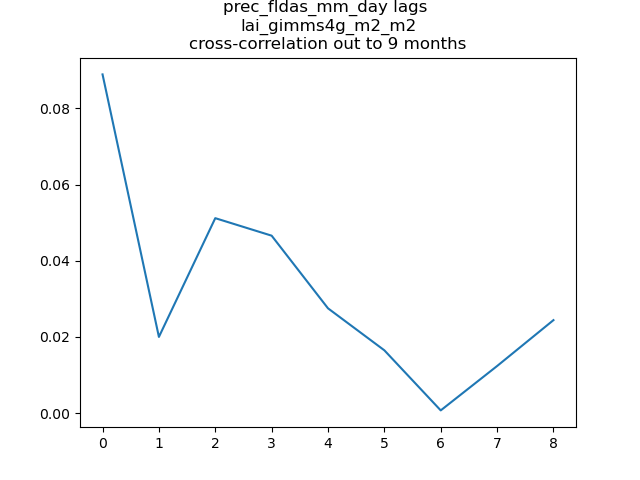 prec_fldas_mm_day lags
lai_gimms4g_m2_m2
cross-correlation out to 9 months
0.08
0.06
0.04
0.02
0.00
0 1 2 3 4 5 6 7 8